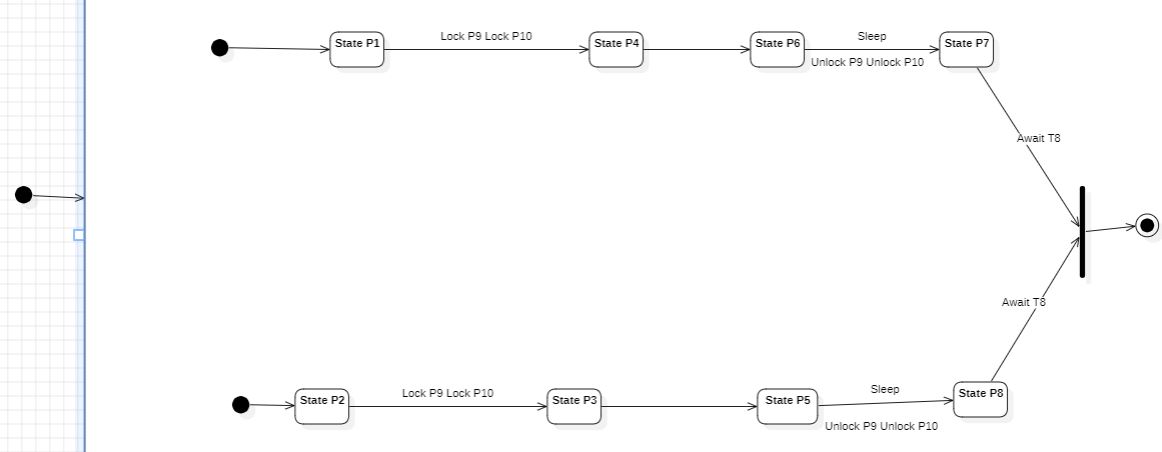 Lock P9 Lock P10
Sleep
State P1
State P4
State P6
State P7
Unlock P9 Unlock P10
Await T8
Await T8
Lock P9 Lock P10
Sleep
State P2
State P3
State P5
State P8
Unlock P9 Unlock P10